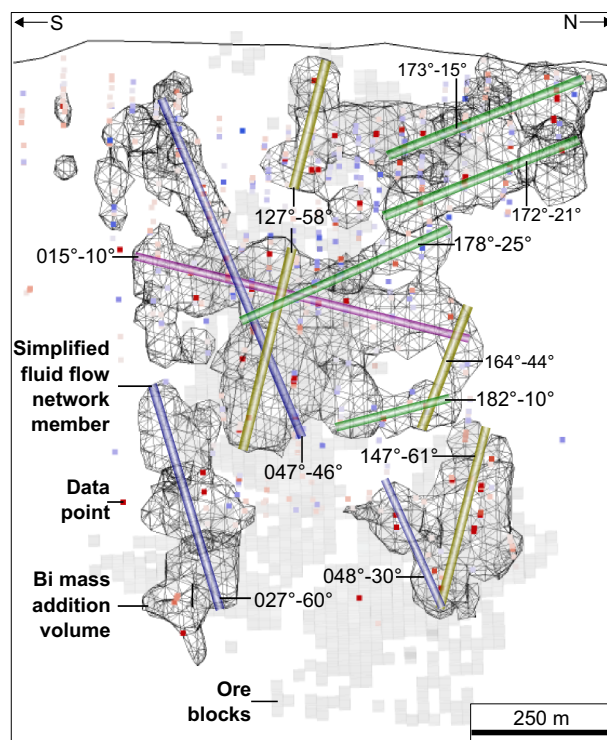 S N
173°-15°
172°-21°
127°-58°
178°-25°
015°-10°
164°-44°
Simplified
fluid flow
network
member
182°-10°
047°-46°
147°-61°
Data
point
048°-30°
Bi mass
addition
volume
027°-60°
Ore
blocks
250 m